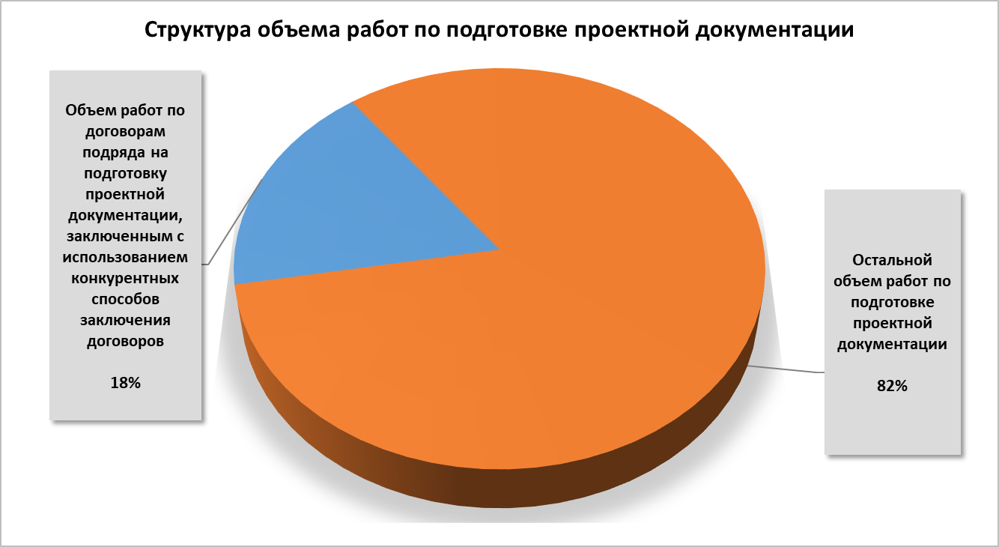 Структура объема работ по подготовке проектной документации
Объем работ по
договорам
подряда на
подготовку
проектной
документации,
заключенным с
использованием
конкурентных
способов
заключения
договоров
18%
Остальной
объем работ по
подготовке
проектной
документации
82%